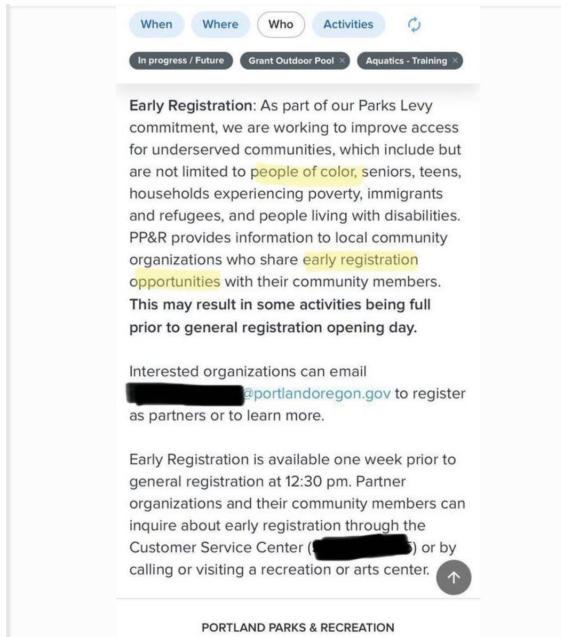 When Where Who Activities
In progress / Future Grant Outdoor Pool × Aquatics - Training ×
Early Registration: As part of our Parks Levy
commitment, we are working to improve access
for underserved communities, which include but
are not limited to people of color, seniors, teens,
households experiencing poverty, immigrants
and refugees, and people living with disabilities.
PP&R provides information to local community
organizations who share early registration
opportunities with their community members.
This may result in some activities being full
prior to general registration opening day.
Interested organizations can email
@portlandoregon.gov to register
as partners or to learn more.
Early Registration is available one week prior to
general registration at 12:30 pm. Partner
organizations and their community members can
inquire about early registration through the
Customer Service Center ( ) or by
calling or visiting a recreation or arts center.
PORTLAND PARKS & RECREATION